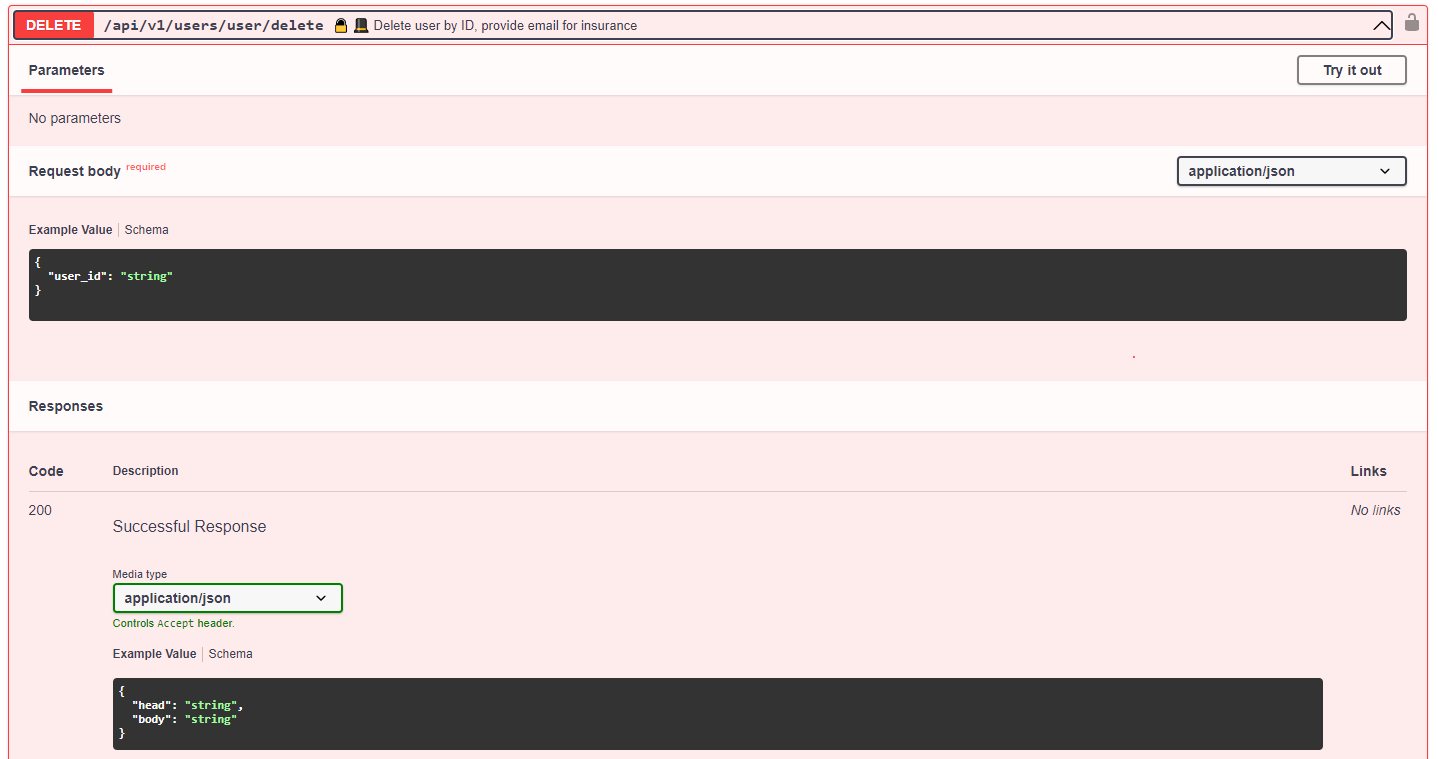 DELETE /api/v1/users/user/delete 🔒 🎩 Delete user by ID, provide email for insurance
Parameters Try it out
No parameters
Request body required application/json
Example Value Schema
{
  "user_id": "string"
}
Responses
Code Description Links
200 No links
Successful Response
Media type
application/json
Controls Accept header.
Example Value Schema
{
  "head": "string",
  "body": "string"
}